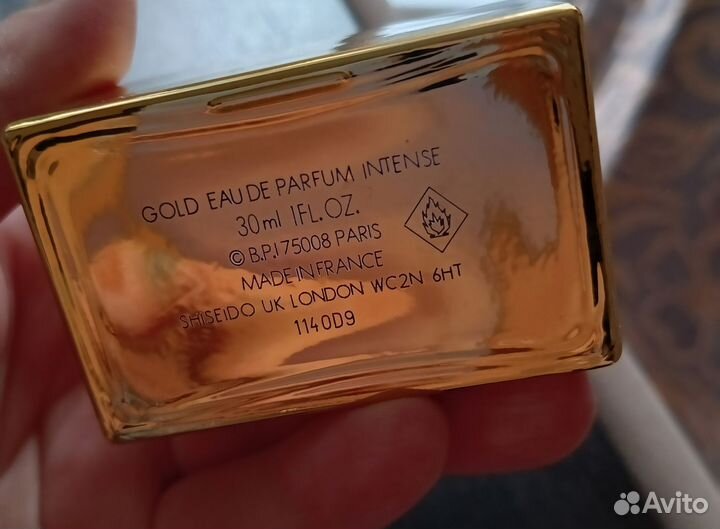 GOLD EAU DE PARFUM INTENSE
30ml 1FL.OZ.
© B.P.I 75008 PARIS
MADE IN FRANCE
SHISEIDO UK LONDON WC2N 6HT
1140D9
Avito